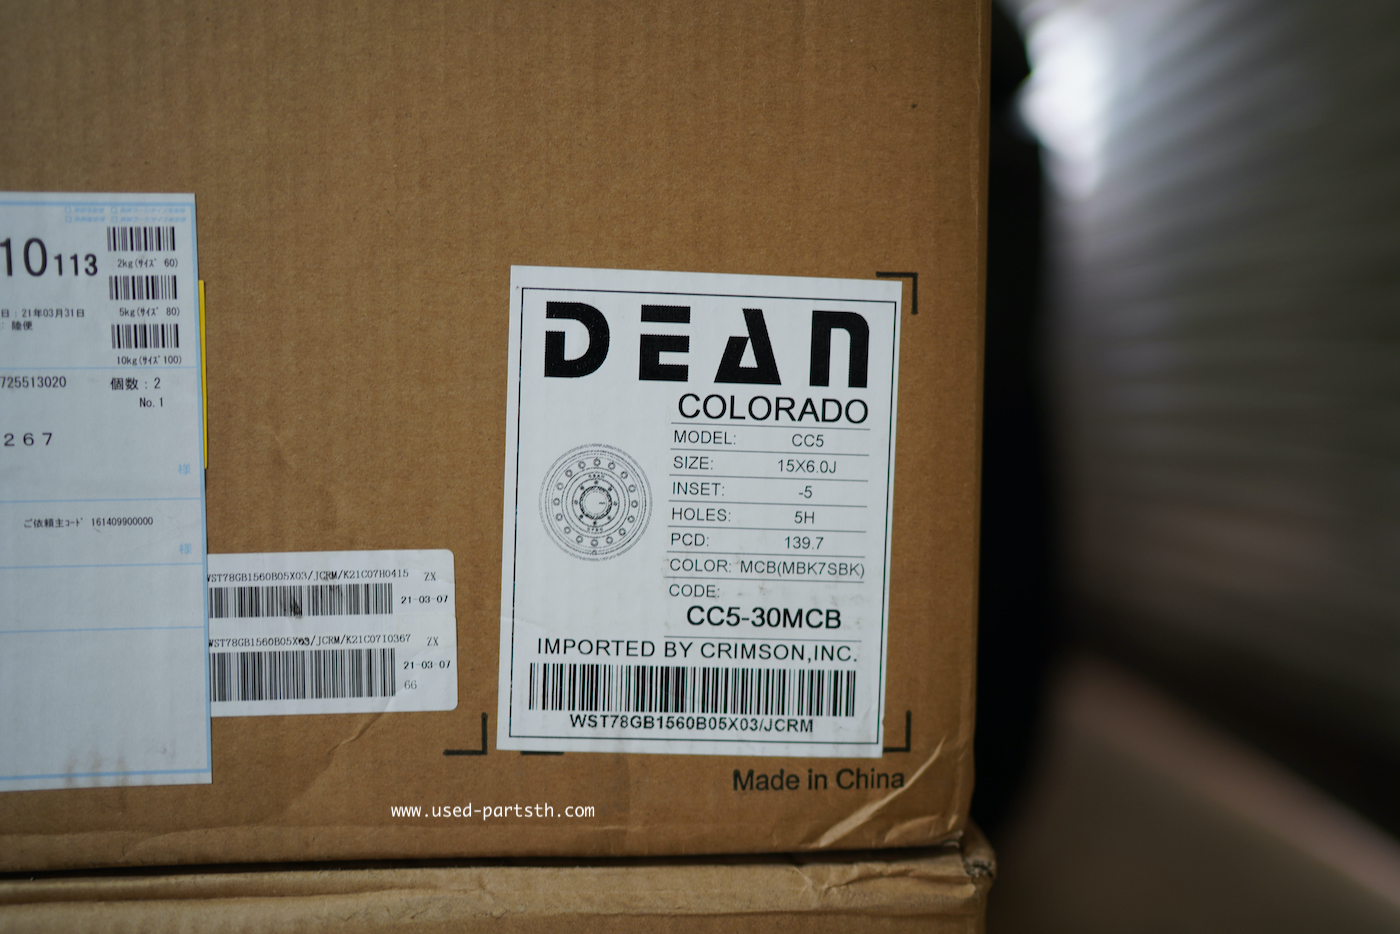 10113
2kg(ｻｲｽﾞ 60)
5kg(ｻｲｽﾞ 80)
日：21年03月31日
：陸便
10kg(ｻｲｽﾞ100)
725513020
個数：2
No.1
267
様
ご依頼主ｺｰﾄﾞ 161409900000
様
WST78GB1560B05X03/JCRM/K21C07H0415 ZX
21-03-07
WST78GB1560B05X03/JCRM/K21C07I0367 ZX
21-03-07
66
DEAN
COLORADO
MODEL: CC5
SIZE: 15X6.0J
INSET: -5
HOLES: 5H
PCD: 139.7
COLOR: MCB(MBK7SBK)
CODE:
CC5-30MCB
IMPORTED BY CRIMSON,INC.
WST78GB1560B05X03/JCRM
Made in China
www.used-partsth.com